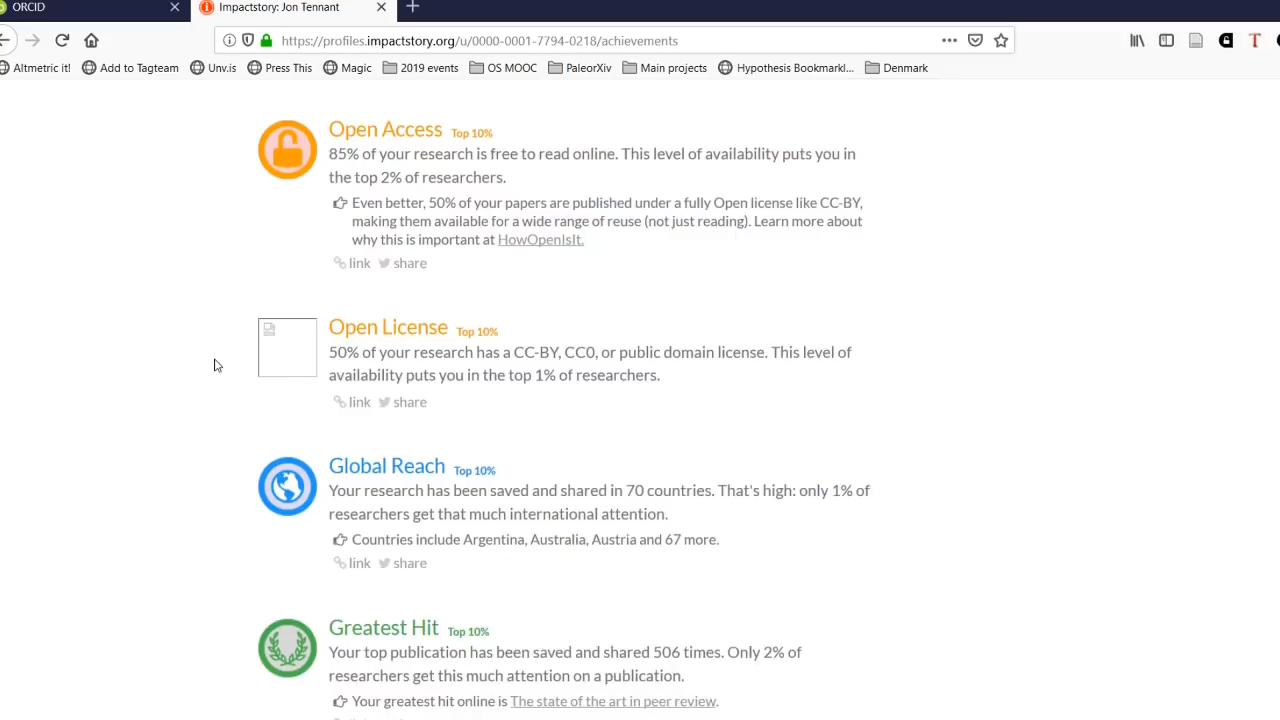 ORCID
Impactstory: Jon Tennant
https://profiles.impactstory.org/u/0000-0001-7794-0218/achievements
Altmetric it! Add to Tagteam Unv.is Press This Magic 2019 events OS MOOC PaleorXiv Main projects Hypothesis Bookmarkl... Denmark
Open Access Top 10%
85% of your research is free to read online. This level of availability puts you in
the top 2% of researchers.
Even better, 50% of your papers are published under a fully Open license like CC-BY,
making them available for a wide range of reuse (not just reading). Learn more about
why this is important at HowOpenIsIt.
link share
Open License Top 10%
50% of your research has a CC-BY, CC0, or public domain license. This level of
availability puts you in the top 1% of researchers.
link share
Global Reach Top 10%
Your research has been saved and shared in 70 countries. That's high: only 1% of
researchers get that much international attention.
Countries include Argentina, Australia, Austria and 67 more.
link share
Greatest Hit Top 10%
Your top publication has been saved and shared 506 times. Only 2% of
researchers get this much attention on a publication.
Your greatest hit online is The state of the art in peer review.